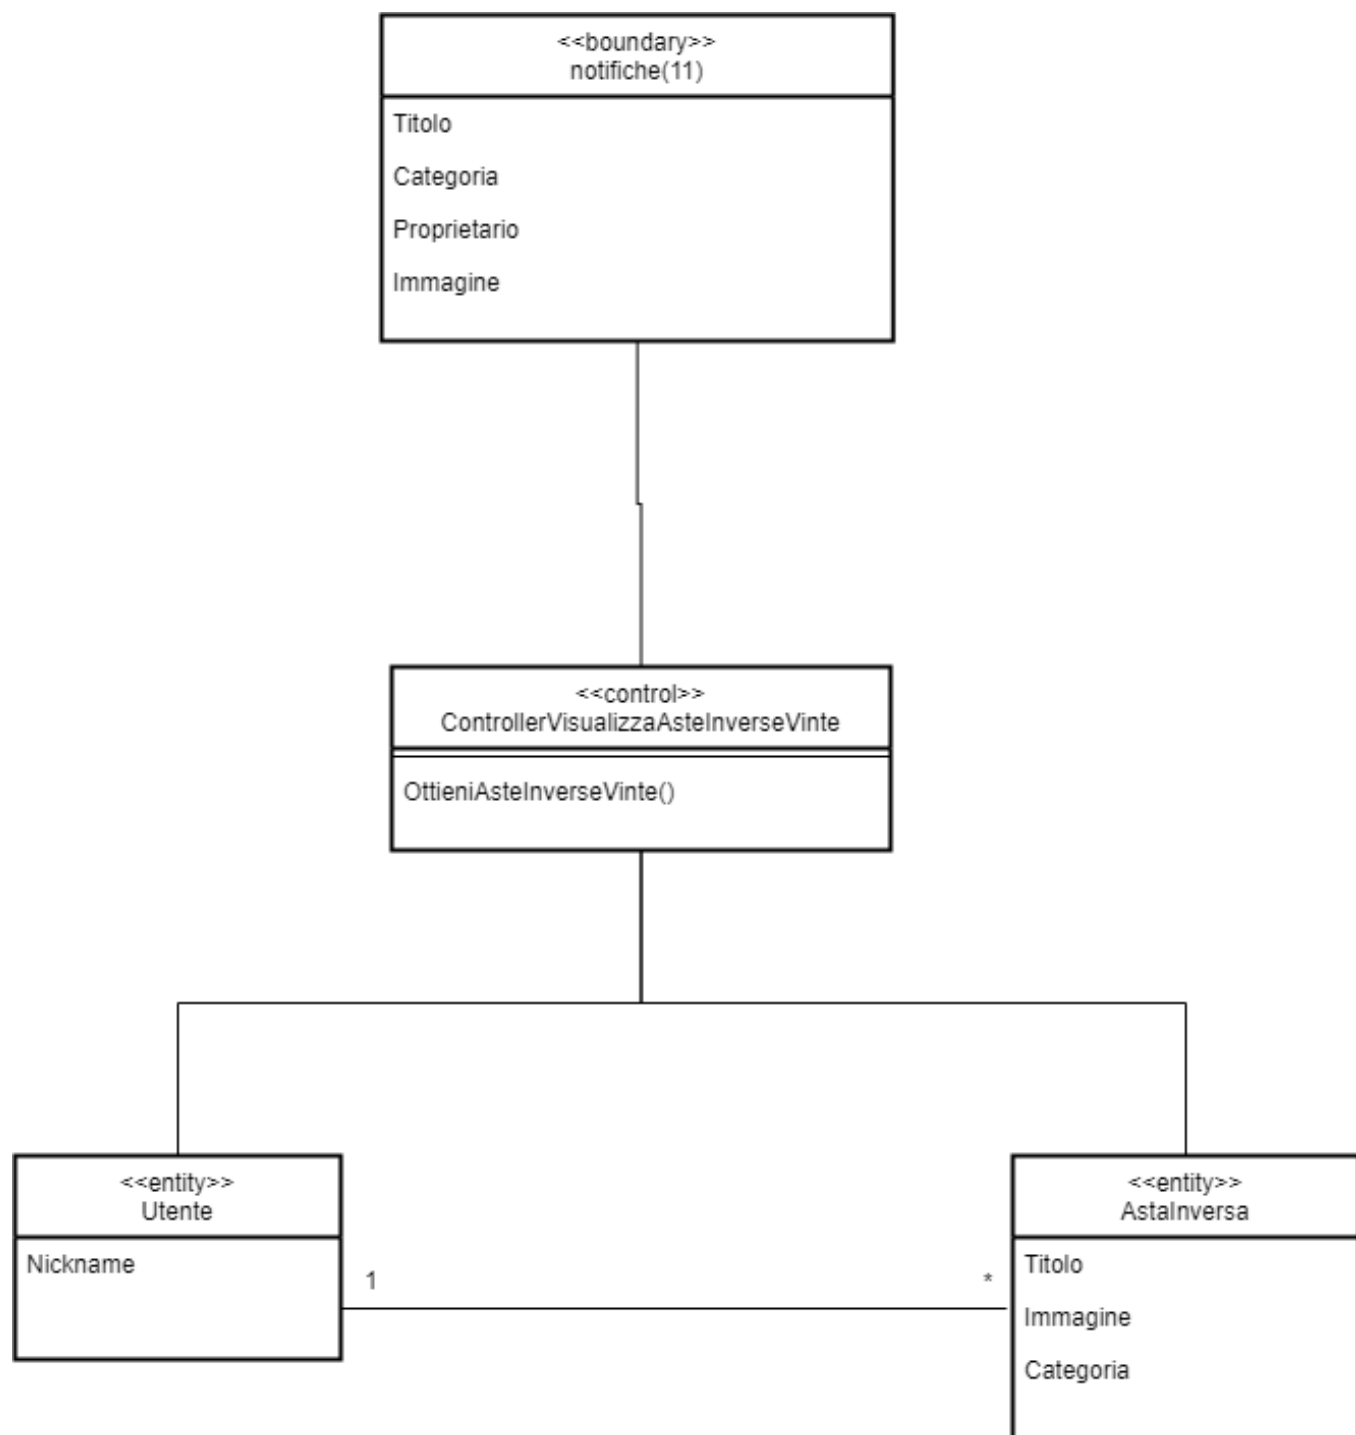 <<boundary>>
notifiche(11)
Titolo
Categoria
Proprietario
Immagine
<<control>>
ControllerVisualizzaAsteInverseVinte
OttieniAsteInverseVinte()
<<entity>>
Utente
Nickname
1
*
<<entity>>
AstaInversa
Titolo
Immagine
Categoria